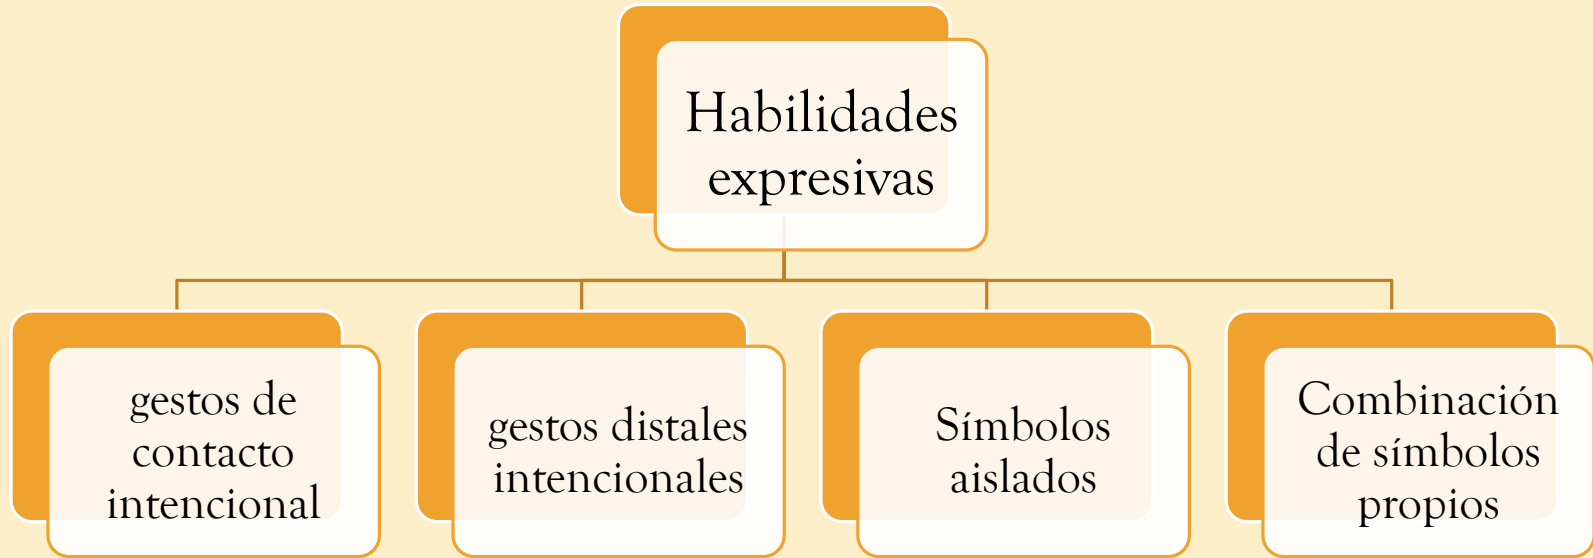 Habilidades
expresivas
gestos de
contacto
intencional
gestos distales
intencionales
Símbolos
aislados
Combinación
de símbolos
propios